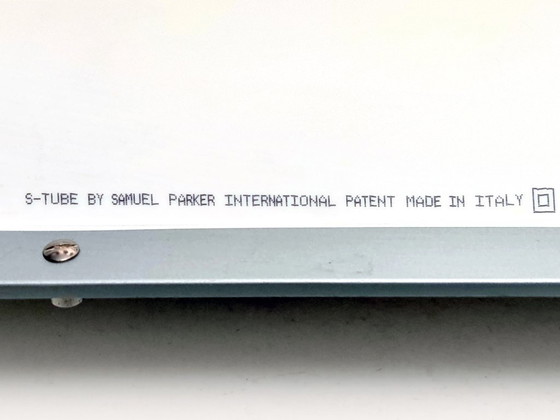 S-TUBE BY SAMUEL PARKER INTERNATIONAL PATENT MADE IN ITALY